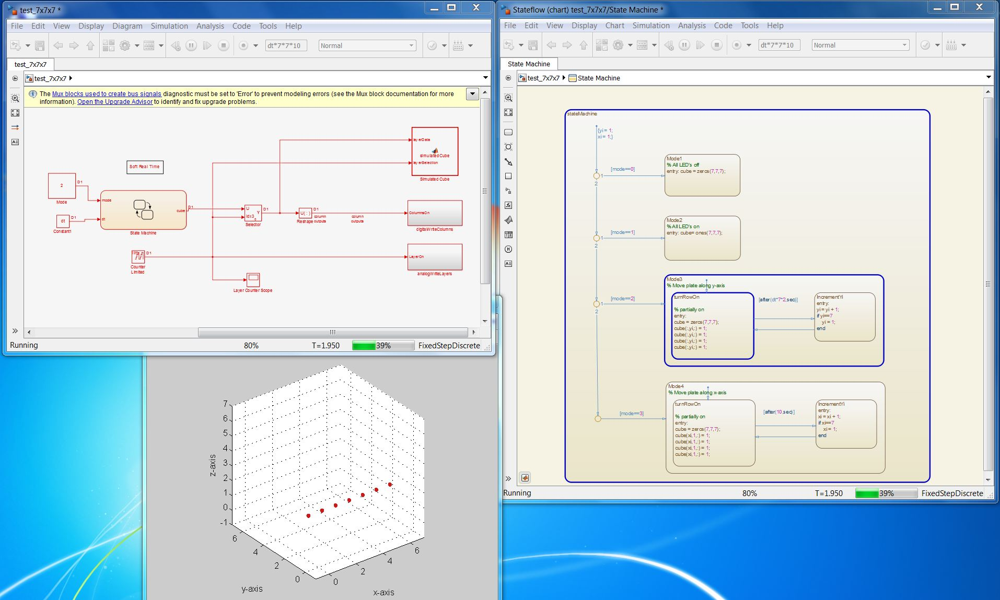 test_7x7x7 *
File Edit View Display Diagram Simulation Analysis Code Tools Help
dt*7*7*10 Normal
test_7x7x7
test_7x7x7
The Mux blocks used to create bus signals diagnostic must be set to 'Error' to prevent modeling errors (see the Mux block documentation for more
information). Open the Upgrade Advisor to identify and fix upgrade problems.
layerData
simulatedCube
layerSelection
Simulated Cube
Soft Real Time
2
D1
Mode
mode
dt
cube
D1
State Machine
dt
D1
Constant1
U
Idx3
Y
D1
Selector
U( : )
D1
Reshape
column
outputs
column
outputs
ColumnsOn
digitalWriteColumns
D1
Counter
Limited
LayerOn
analogWriteLayers
Layer Counter Scope
Running 80% T=1.950 39% FixedStepDiscrete
Stateflow (chart) test_7x7x7/State Machine *
File Edit View Display Chart Simulation Analysis Code Tools Help
dt*7*7*10 Normal
State Machine
test_7x7x7 State Machine
stateMachine
{yi = 1;
xi = 1;}
1
2
[mode==0]
Mode1
% All LED's off
entry: cube = zeros(7,7,7);
1
2
[mode==1]
Mode2
% All LED's on
entry: cube= ones(7,7,7);
1
2
[mode==2]
Mode3
% Move plate along y-axis
turnRowOn
% partially on
entry:
cube = zeros(7,7,7);
cube(:,yi,:) = 1;
cube(:,yi,:) = 1;
cube(:,yi,:) = 1;
cube(:,yi,:) = 1;
[after(dt*7*2,sec)]
IncrementYi
entry:
yi = yi + 1;
if yi==7
yi = 1;
end
[mode==3]
Mode4
% Move plate along x-axis
turnRowOn
% partially on
entry:
cube = zeros(7,7,7);
cube(xi,1,:) = 1;
cube(xi,1,:) = 1;
cube(xi,1,:) = 1;
cube(xi,1,:) = 1;
[after(10,sec)]
IncrementYi
entry:
xi = xi + 1;
if xi==7
xi = 1;
end
Running 80% T=1.950 39% FixedStepDiscrete
7
6
5
4
3
2
1
0
-1
z-axis
6
4
2
0
y-axis
0
2
4
6
x-axis